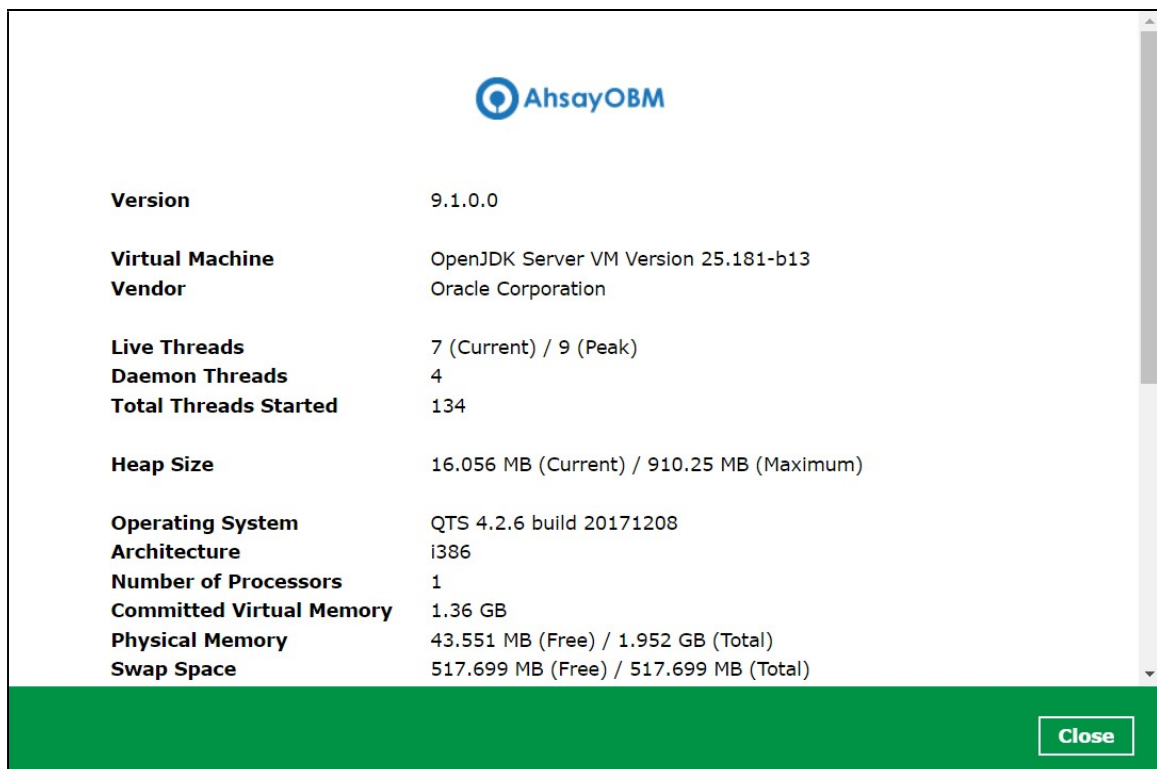 AhsayOBM
Version 9.1.0.0
Virtual Machine OpenJDK Server VM Version 25.181-b13
Vendor Oracle Corporation
Live Threads 7 (Current) / 9 (Peak)
Daemon Threads 4
Total Threads Started 134
Heap Size 16.056 MB (Current) / 910.25 MB (Maximum)
Operating System QTS 4.2.6 build 20171208
Architecture i386
Number of Processors 1
Committed Virtual Memory 1.36 GB
Physical Memory 43.551 MB (Free) / 1.952 GB (Total)
Swap Space 517.699 MB (Free) / 517.699 MB (Total)
Close